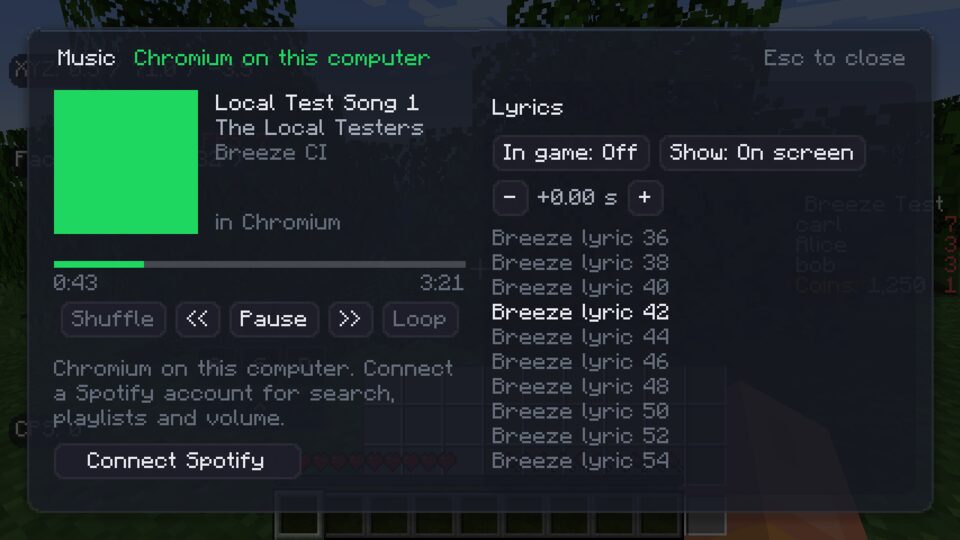 Music Chromium on this computer
Esc to close
Local Test Song 1
The Local Testers
Breeze CI
in Chromium
0:43
3:21
Shuffle << Pause >> Loop
Chromium on this computer. Connect
a Spotify account for search,
playlists and volume.
Connect Spotify
Lyrics
In game: Off Show: On screen
- +0.00 s +
Breeze lyric 36
Breeze lyric 38
Breeze lyric 40
Breeze lyric 42
Breeze lyric 44
Breeze lyric 46
Breeze lyric 48
Breeze lyric 50
Breeze lyric 52
Breeze lyric 54
Breeze Test
carl 7
Alice 3
bob 3
Coins: 1,250 1